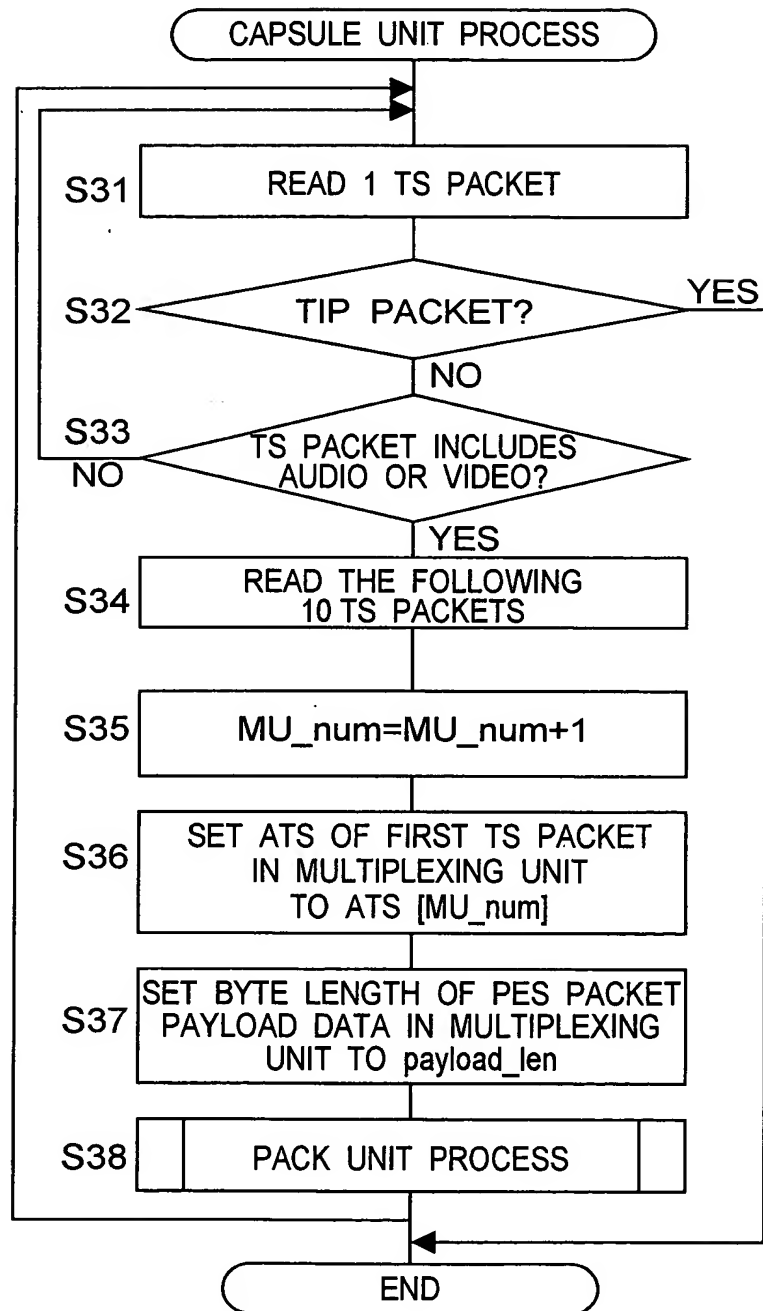 CAPSULE UNIT PROCESS
S31
READ 1 TS PACKET
S32
TIP PACKET?
YES
NO
S33
TS PACKET INCLUDES
AUDIO OR VIDEO?
NO
YES
S34
READ THE FOLLOWING
10 TS PACKETS
S35
MU_num=MU_num+1
S36
SET ATS OF FIRST TS PACKET
IN MULTIPLEXING UNIT
TO ATS [MU_num]
S37
SET BYTE LENGTH OF PES PACKET
PAYLOAD DATA IN MULTIPLEXING
UNIT TO payload_len
S38
PACK UNIT PROCESS
END